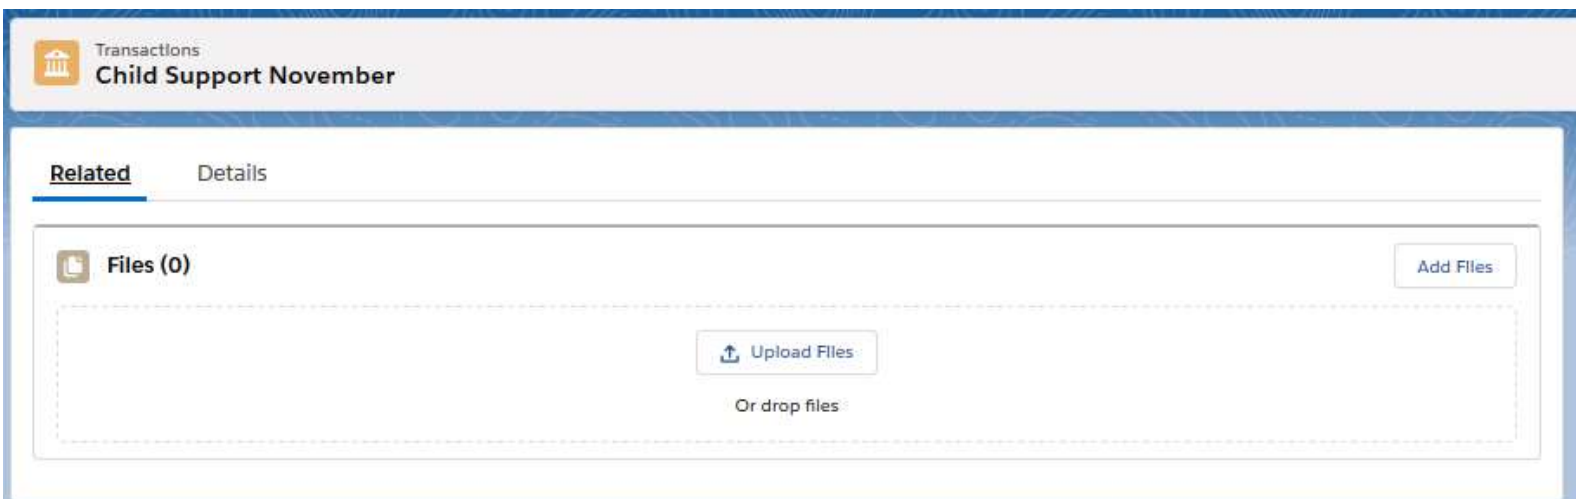 Transactions
Child Support November
Related
Details
Files (0)
Add Files
Upload Files
Or drop files